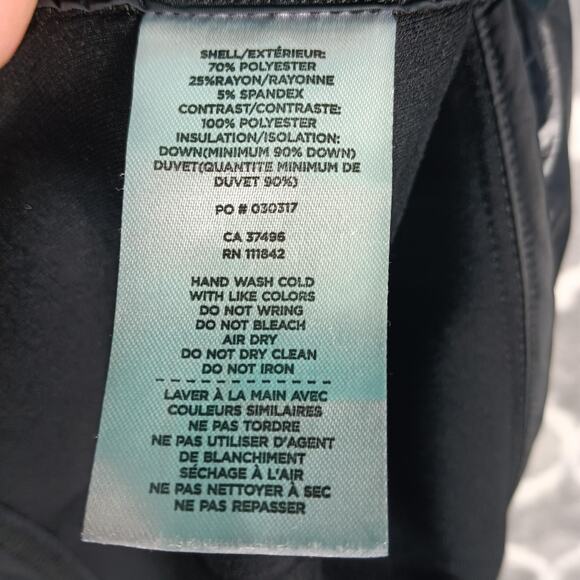 SHELL/EXTÉRIEUR:
70% POLYESTER
25%RAYON/RAYONNE
5% SPANDEX
CONTRAST/CONTRASTE:
100% POLYESTER
INSULATION/ISOLATION:
DOWN(MINIMUM 90% DOWN)
DUVET(QUANTITE MINIMUM DE
DUVET 90%)
PO # 030317
CA 37496
RN 111842
HAND WASH COLD
WITH LIKE COLORS
DO NOT WRING
DO NOT BLEACH
AIR DRY
DO NOT DRY CLEAN
DO NOT IRON
LAVER À LA MAIN AVEC
COULEURS SIMILAIRES
NE PAS TORDRE
NE PAS UTILISER D'AGENT
DE BLANCHIMENT
SÉCHAGE À L'AIR
NE PAS NETTOYER À SEC
NE PAS REPASSER